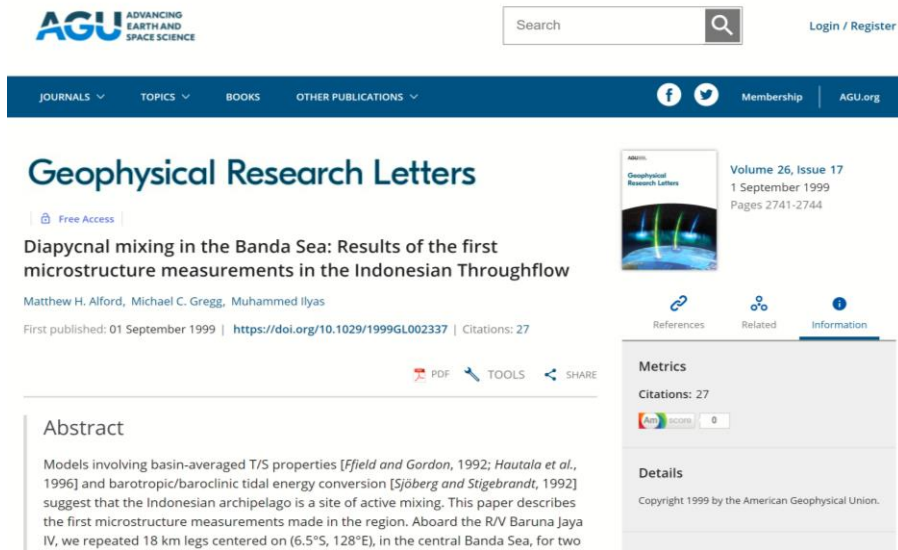 AGU ADVANCING
EARTH AND
SPACE SCIENCE
Search
Login / Register
JOURNALS
TOPICS
BOOKS
OTHER PUBLICATIONS
Membership
AGU.org
Geophysical Research Letters
Free Access
Diapycnal mixing in the Banda Sea: Results of the first
microstructure measurements in the Indonesian Throughflow
Matthew H. Alford, Michael C. Gregg, Muhammed Ilyas
First published: 01 September 1999 | https://doi.org/10.1029/1999GL002337 | Citations: 27
PDF TOOLS SHARE
Abstract
Models involving basin-averaged T/S properties [Ffield and Gordon, 1992; Hautala et al.,
1996] and barotropic/baroclinic tidal energy conversion [Sjöberg and Stigebrandt, 1992]
suggest that the Indonesian archipelago is a site of active mixing. This paper describes
the first microstructure measurements made in the region. Aboard the R/V Baruna Jaya
IV, we repeated 18 km legs centered on (6.5°S, 128°E), in the central Banda Sea, for two
Geophysical
Research Letters
Volume 26, Issue 17
1 September 1999
Pages 2741-2744
References
Related
Information
Metrics
Citations: 27
Am score 0
Details
Copyright 1999 by the American Geophysical Union.